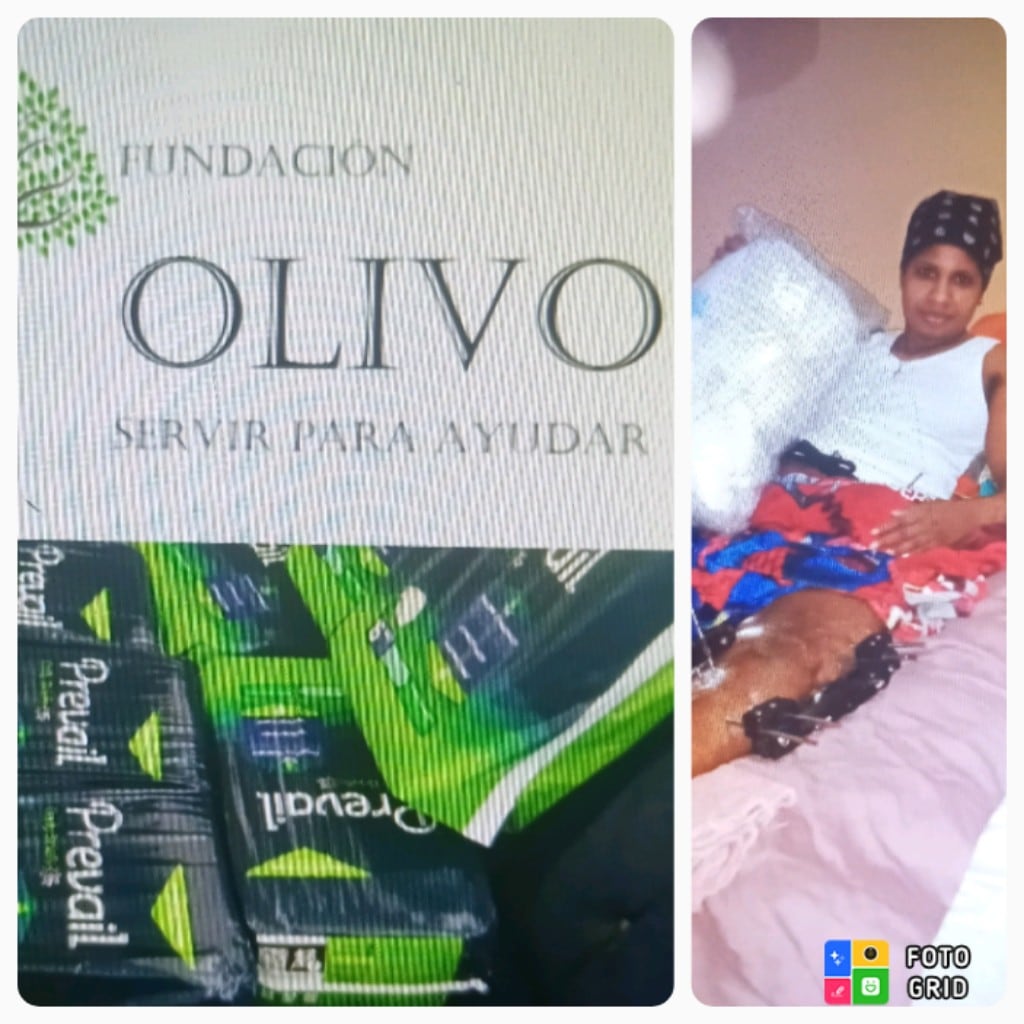 FUNDACIÓN
OLIVO
SERVIR PARA AYUDAR
Prevail
Prevail
Prevail
Prevail
FOTO
GRID